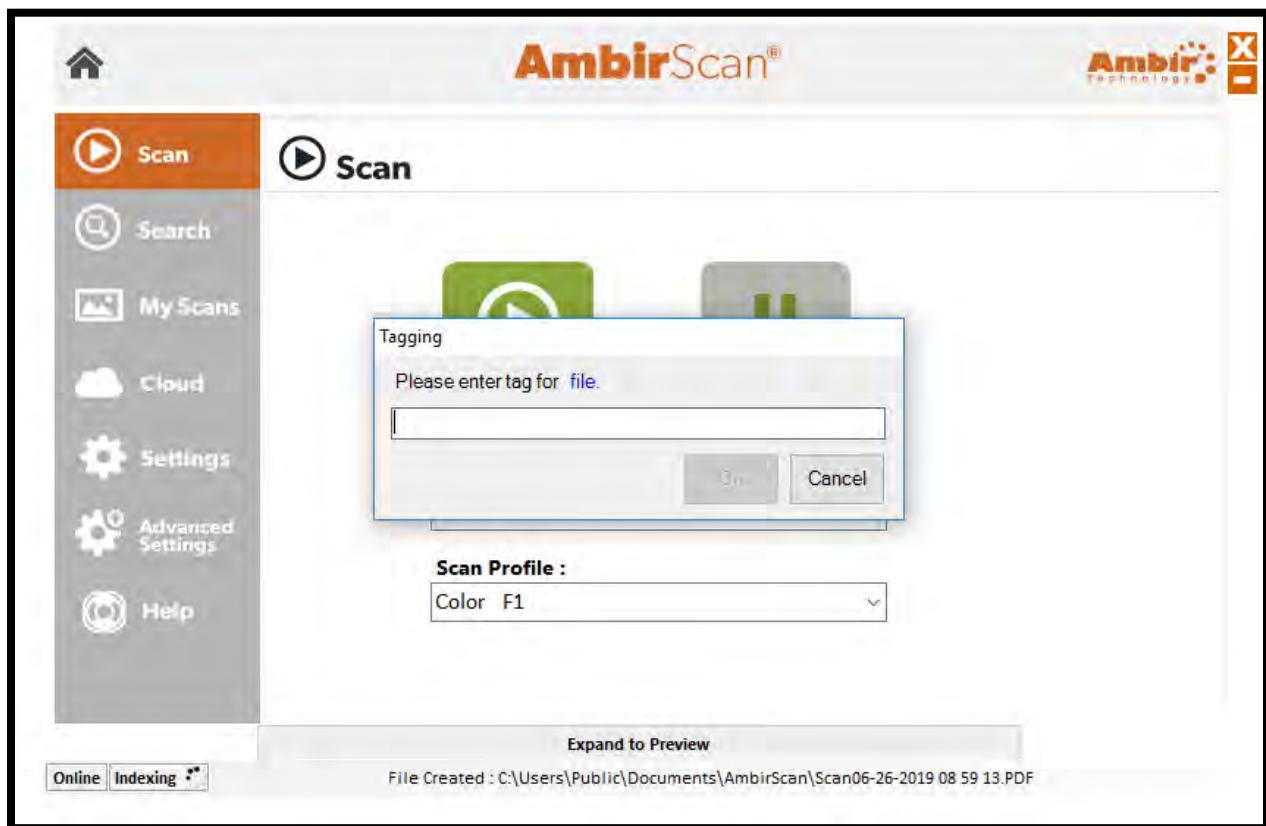 AmbirScan®
Ambir
Technology
X
Scan
Scan
Search
My Scans
Cloud
Settings
Advanced
Settings
Help
Tagging
Please enter tag for file.
Cancel
Scan Profile :
Color F1
Expand to Preview
Online Indexing
File Created : C:\Users\Public\Documents\AmbirScan\Scan06-26-2019 08 59 13.PDF